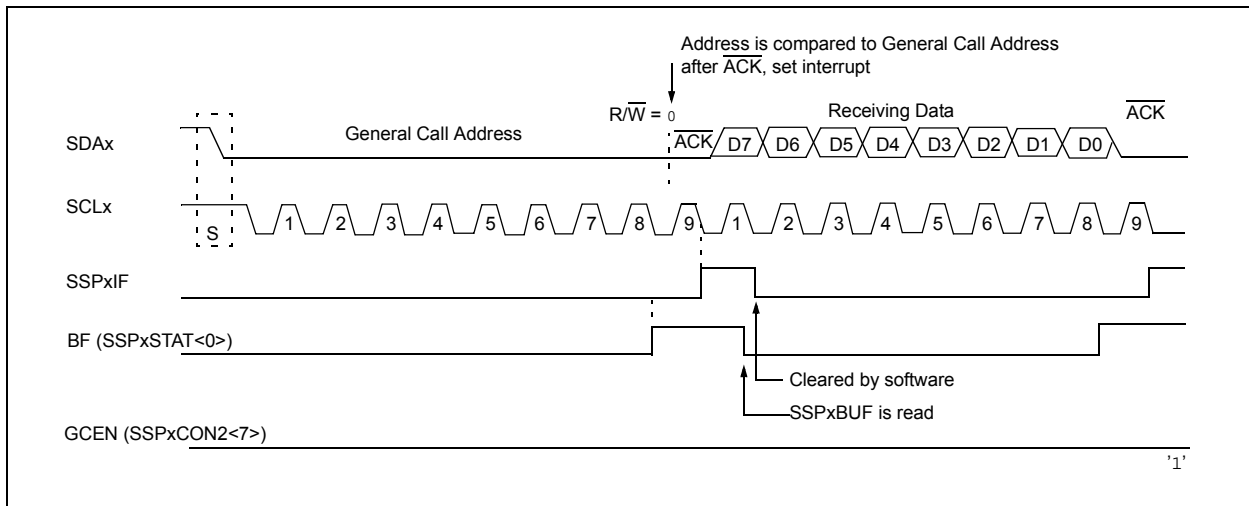 Address is compared to General Call Address
after ACK, set interrupt
R/W = 0
General Call Address
Receiving Data
ACK
SDAx
ACK
D7 D6 D5 D4 D3 D2 D1 D0
SCLx
S
1 2 3 4 5 6 7 8 9 1 2 3 4 5 6 7 8 9
SSPxIF
BF (SSPxSTAT<0>)
Cleared by software
SSPxBUF is read
GCEN (SSPxCON2<7>)
'1'